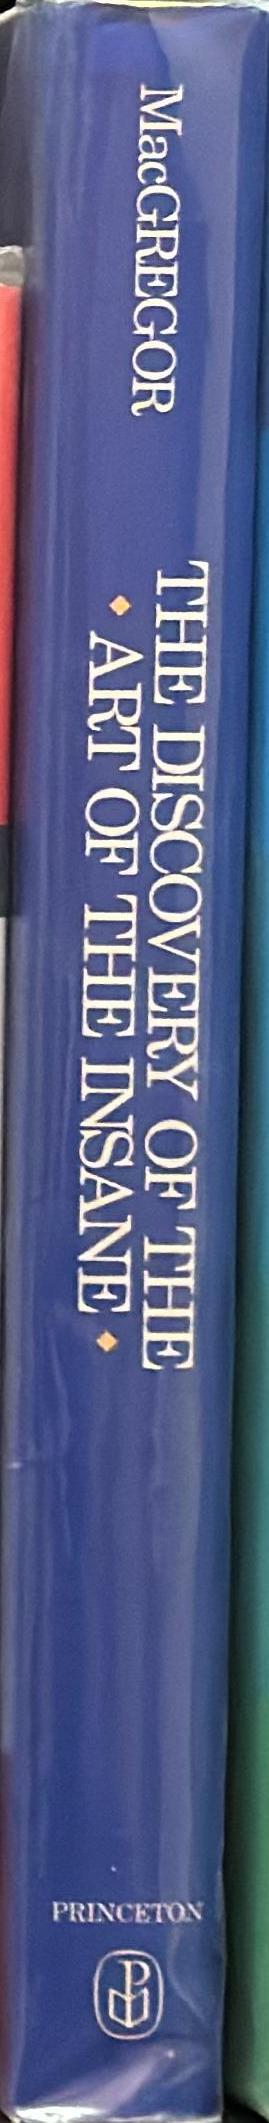 MacGREGOR
THE DISCOVERY OF THE
• ART OF THE INSANE •
PRINCETON
P